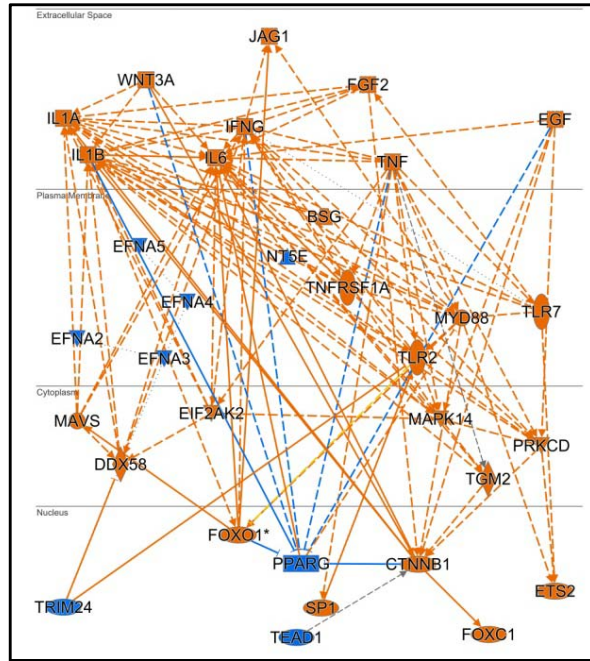 Extracellular Space
JAG1
WNT3A
FGF2
IL1A
IFNG
EGF
IL1B
IL6
TNF
Plasma Membrane
BSG
EFNA5
NT5E
TNFRSF1A
EFNA4
MYD88
TLR7
EFNA2
EFNA3
TLR2
Cytoplasm
MAVS
EIF2AK2
MAPK14
PRKCD
DDX58
TGM2
Nucleus
FOXO1*
PPARG
CTNNB1
ETS2
TRIM24
SP1
TEAD1
FOXC1